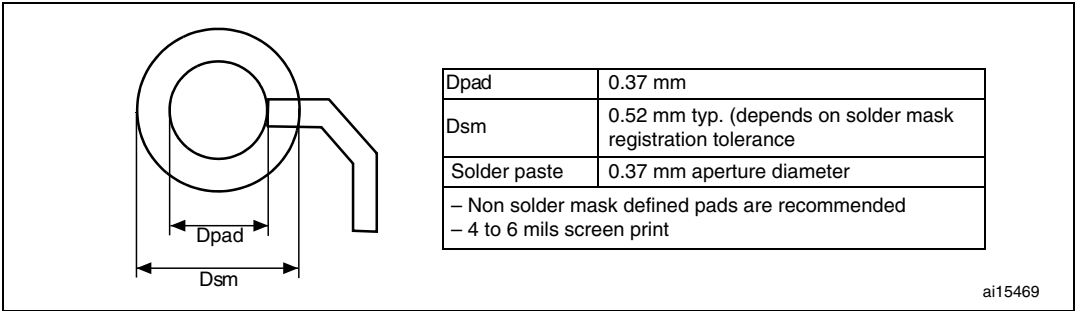 Dpad
Dsm
Dpad 0.37 mm
Dsm 0.52 mm typ. (depends on solder mask
registration tolerance
Solder paste 0.37 mm aperture diameter
– Non solder mask defined pads are recommended
– 4 to 6 mils screen print
ai15469